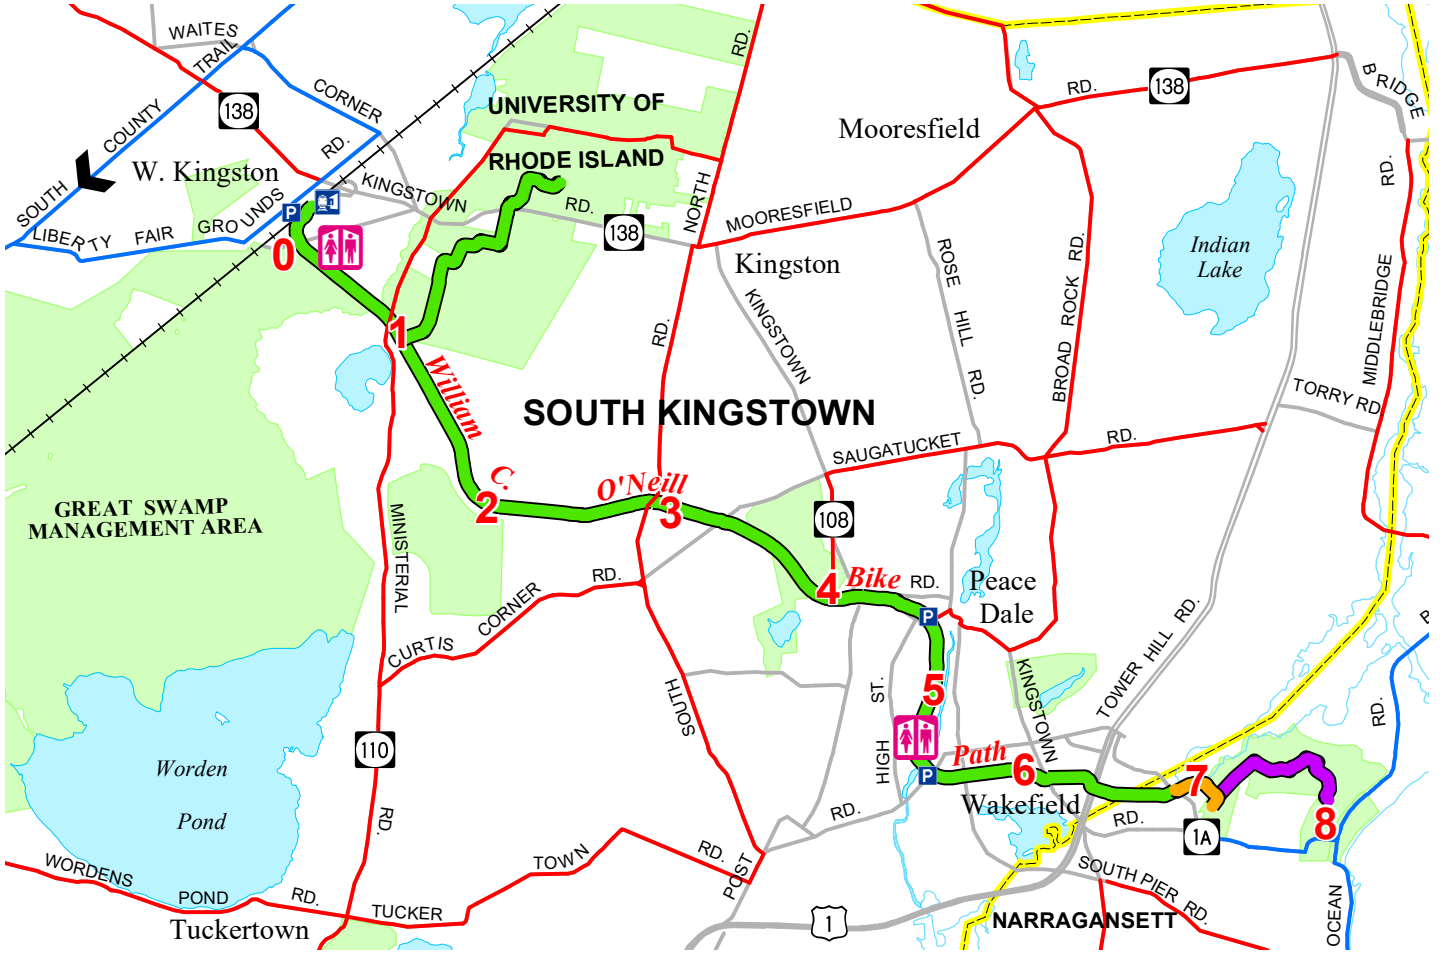 WAITES
TRAIL
COUNTY
SOUTH
CORNER
RD.
138
W. Kingston
LIBERTY FAIR GROUNDS RD.
P
KINGSTOWN
RD.
138
UNIVERSITY OF
RHODE ISLAND
NORTH
RD.
MOORESFIELD
RD.
138
Mooresfield
BRIDGE
Kingston
KINGSTOWN
ROSE HILL RD.
BROAD ROCK RD.
Indian
Lake
MIDDLEBRIDGE
RD.
TORRY RD.
0
1
William
C.
O'Neill
Bike
Path
2
3
4
5
6
7
8
SOUTH KINGSTOWN
RD.
SAUGATUCKET
RD.
108
GREAT SWAMP
MANAGEMENT AREA
MINISTERIAL
RD.
110
CURTIS CORNER RD.
RD.
P
Peace
Dale
SOUTH
POST
RD.
HIGH ST.
P
KINGSTOWN
TOWER HILL RD.
Wakefield
RD.
RD.
1A
Worden
Pond
WORDENS POND RD.
Tuckertown
TUCKER
TOWN
RD.
1
SOUTH PIER RD.
NARRAGANSETT
OCEAN
RD.